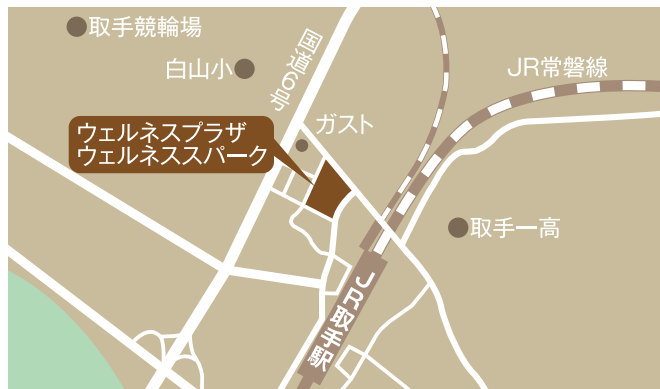 取手競輪場
白山小
国道6号
JR常磐線
ガスト
ウェルネスプラザ
ウェルネススパーク
取手一高
JR取手駅